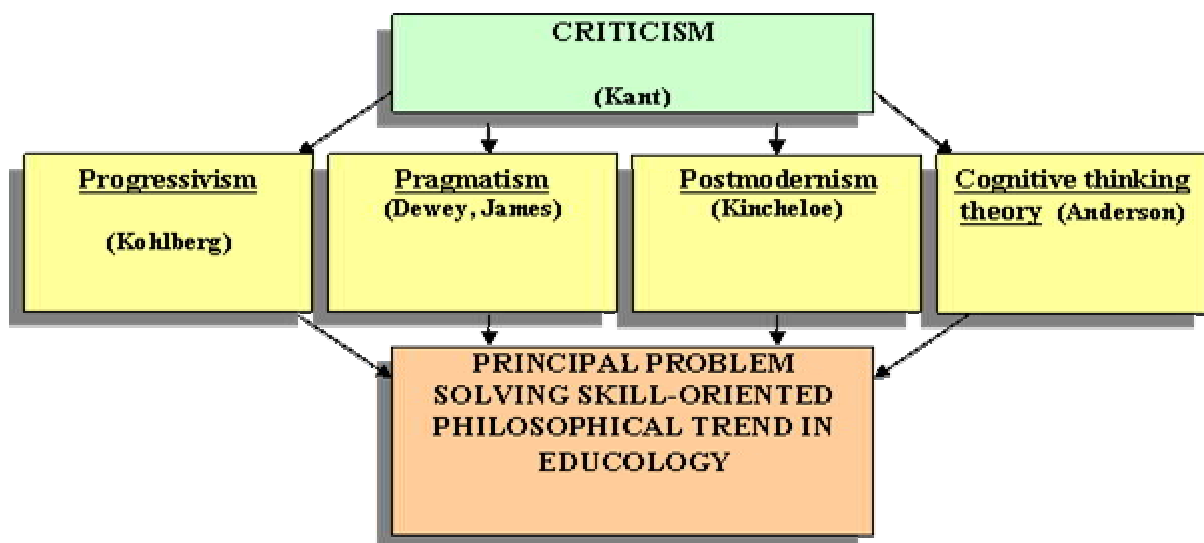 CRITICISM
(Kant)
Progressivism
(Kohlberg)
Pragmatism
(Dewey, James)
Postmodernism
(Kincheloe)
Cognitive thinking
theory (Anderson)
PRINCIPAL PROBLEM
SOLVING SKILL-ORIENTED
PHILOSOPHICAL TREND IN
EDUCOLOGY